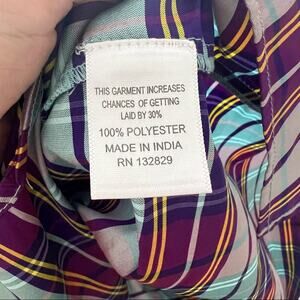 THIS GARMENT INCREASES
CHANCES OF GETTING
LAID BY 30%
100% POLYESTER
MADE IN INDIA
RN 132829